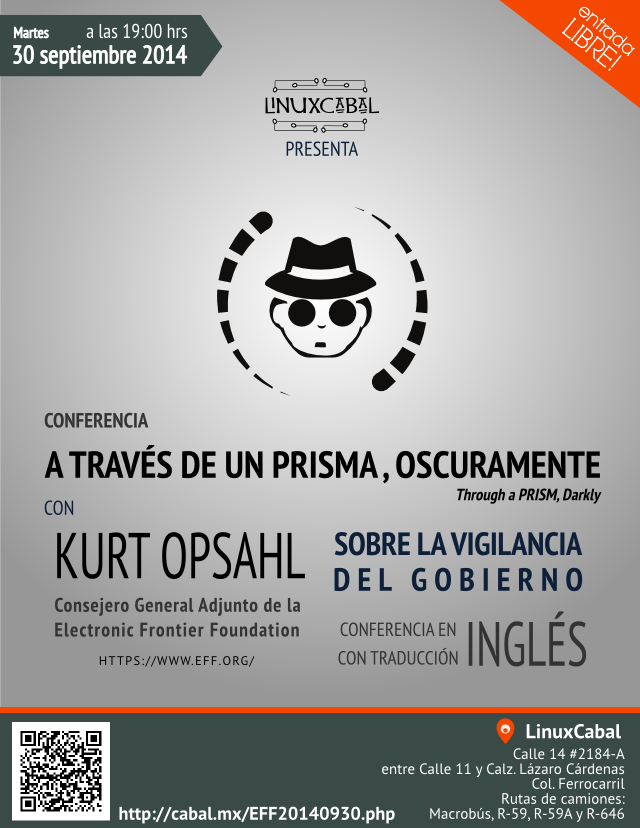 Martes a las 19:00 hrs
30 septiembre 2014
entrada
LIBRE!
LINUXCABAL
PRESENTA
CONFERENCIA
A TRAVÉS DE UN PRISMA , OSCURAMENTE
Through a PRISM, Darkly
CON
KURT OPSAHL
Consejero General Adjunto de la
Electronic Frontier Foundation
HTTPS://WWW.EFF.ORG/
SOBRE LA VIGILANCIA
DEL GOBIERNO
CONFERENCIA EN
CON TRADUCCIÓN
INGLÉS
http://cabal.mx/EFF20140930.php
LinuxCabal
Calle 14 #2184-A
entre Calle 11 y Calz. Lázaro Cárdenas
Col. Ferrocarril
Rutas de camiones:
Macrobús, R-59, R-59A y R-646